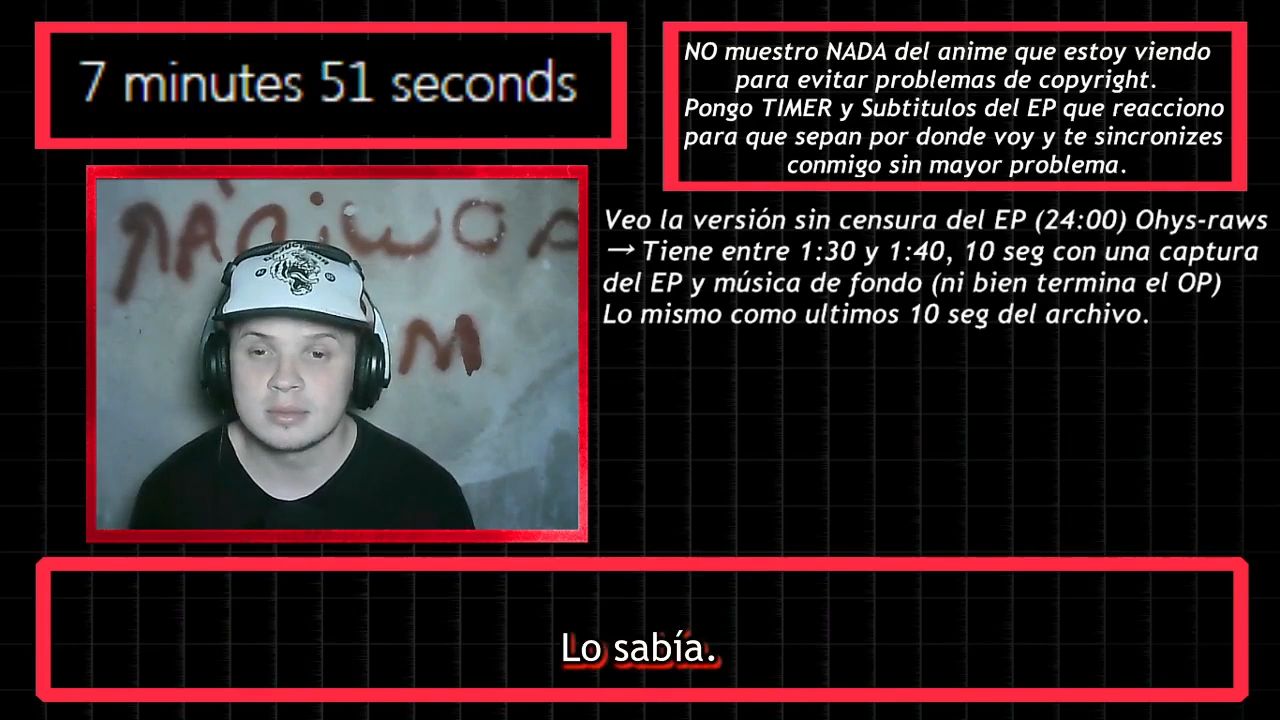 7 minutes 51 seconds
NO muestro NADA del anime que estoy viendo
para evitar problemas de copyright.
Pongo TIMER y Subtitulos del EP que reacciono
para que sepan por donde voy y te sincronizes
conmigo sin mayor problema.
Veo la versión sin censura del EP (24:00) Ohys-raws
→ Tiene entre 1:30 y 1:40, 10 seg con una captura
del EP y música de fondo (ni bien termina el OP)
Lo mismo como ultimos 10 seg del archivo.
M
Lo sabía.